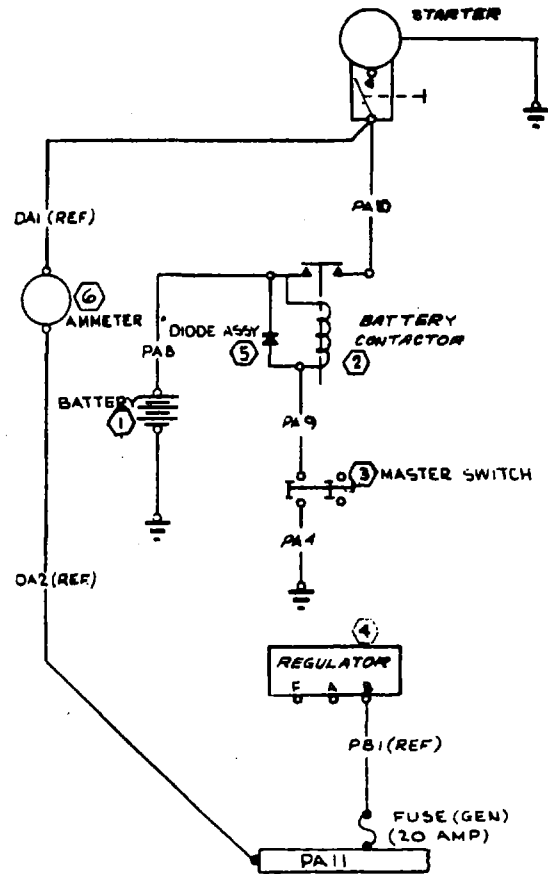 STARTER
PA10
DA1 (REF)
6
AMMETER
PA8
DIODE ASSY
5
BATTERY
CONTACTOR
2
BATTERY
1
PA9
3 MASTER SWITCH
PA4
DA2 (REF)
4
REGULATOR
F A B
PB1 (REF)
FUSE (GEN)
(20 AMP)
PA11